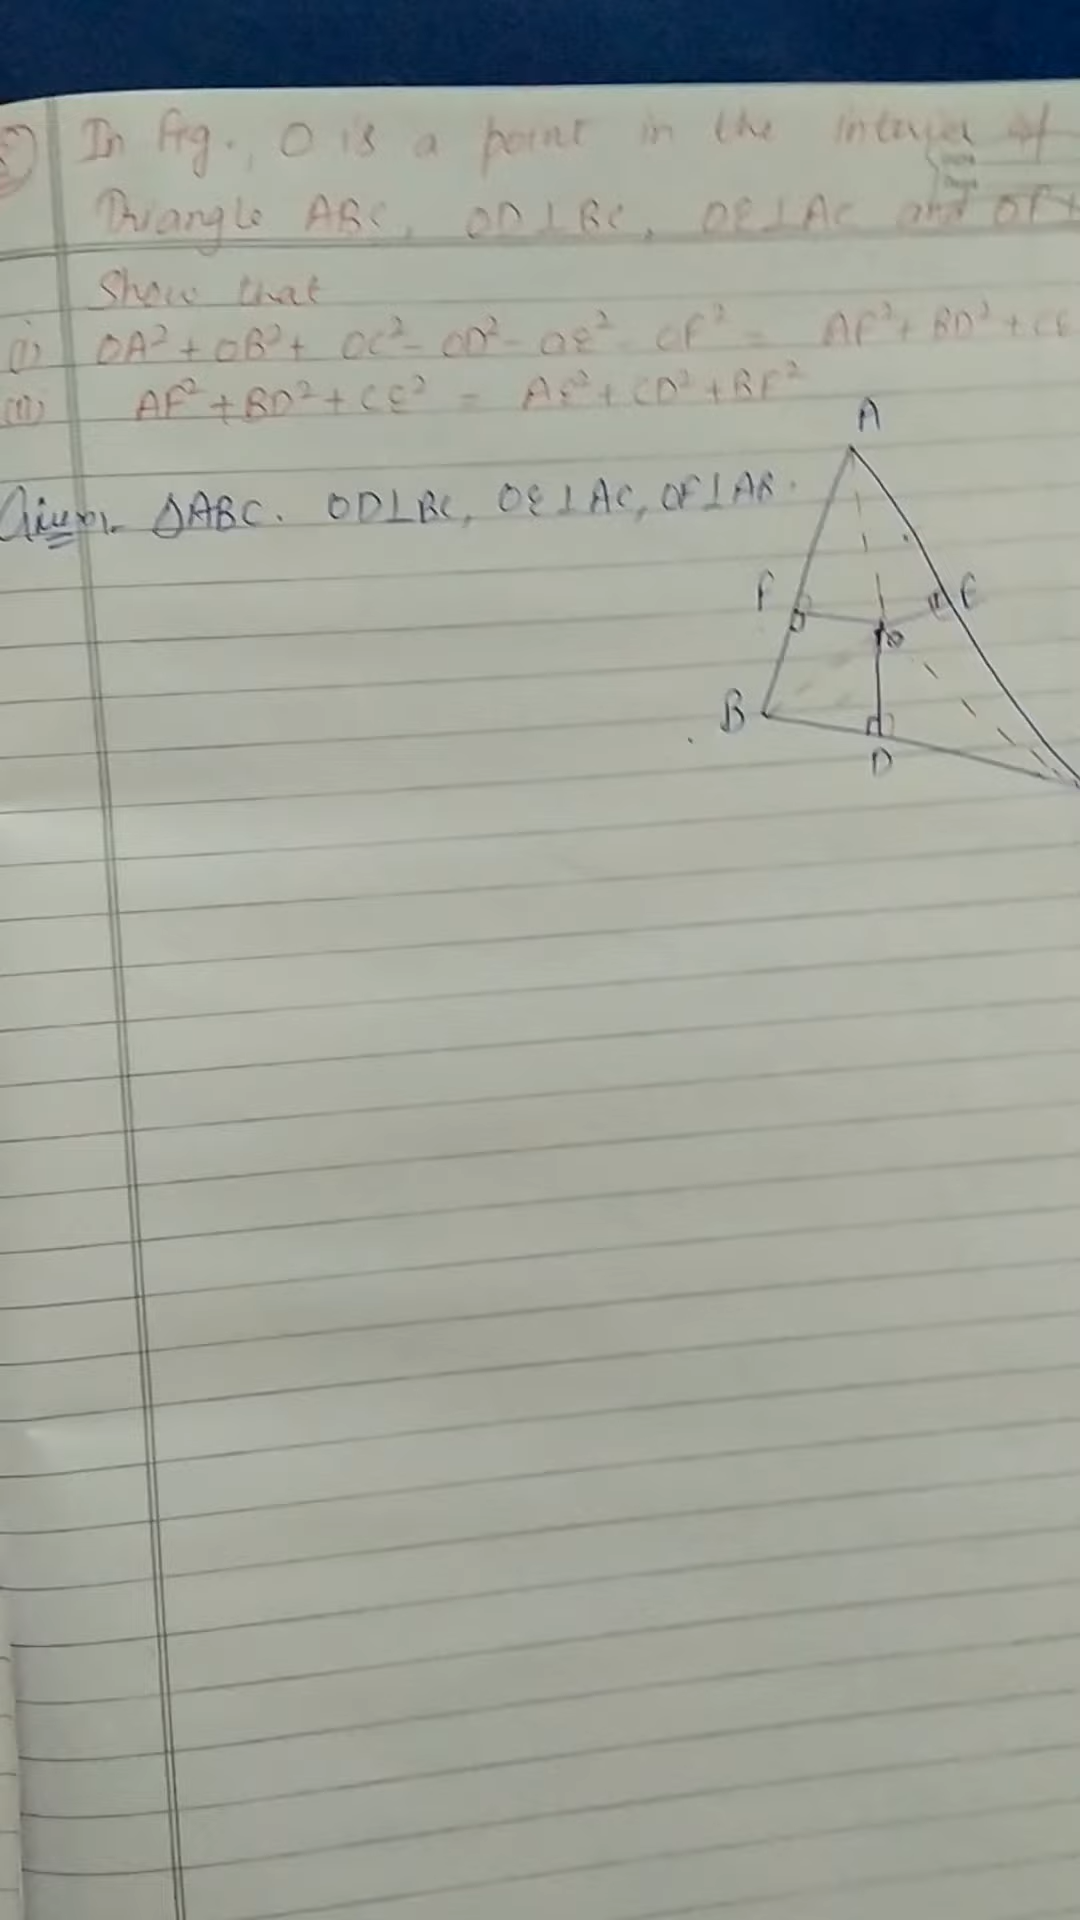 In fig., O is a point in the interior of
Triangle ABC, OD⊥BC, OE⊥AC and OF⊥
Show that
(i) OA² + OB² + OC² - OD² - OE² - OF² = AF² + BD² + CE
(ii) AF² + BD² + CE² = AE² + CD² + BF²
A
Given. △ABC. OD⊥BC, OE⊥AC, OF⊥AB.
F
E
O
B
D